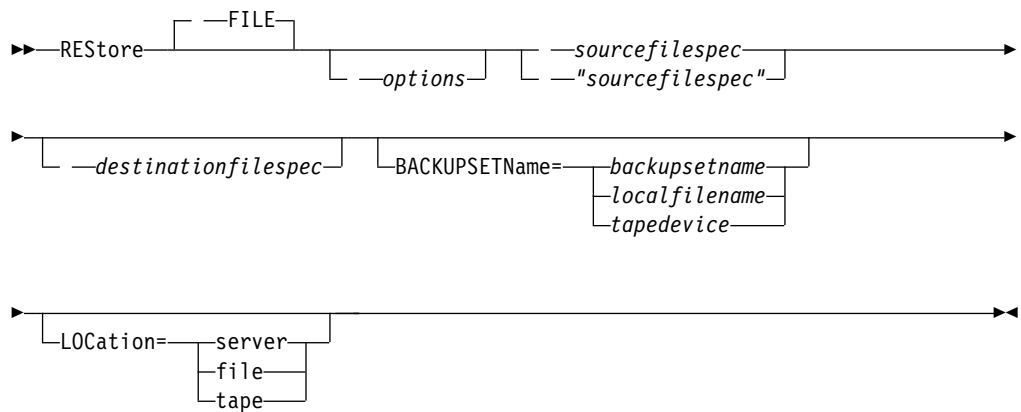 FILE
REStore
options
sourcefilespec
"sourcefilespec"
destinationfilespec
BACKUPSETName=
backupsetname
localfilename
tapedevice
LOCation=
server
file
tape